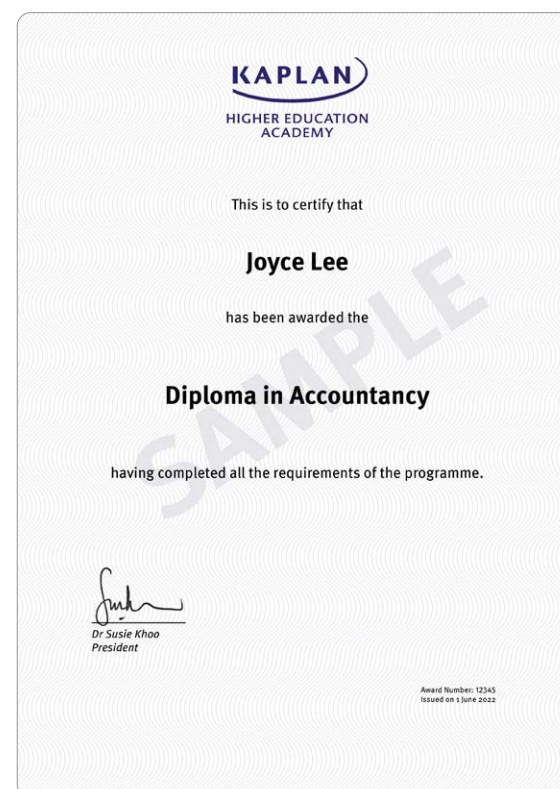 KAPLAN
HIGHER EDUCATION
ACADEMY
This is to certify that
Joyce Lee
has been awarded the
SAMPLE
Diploma in Accountancy
having completed all the requirements of the programme.
Dr Susie Khoo
President
Award Number: 12345
Issued on 1 June 2022